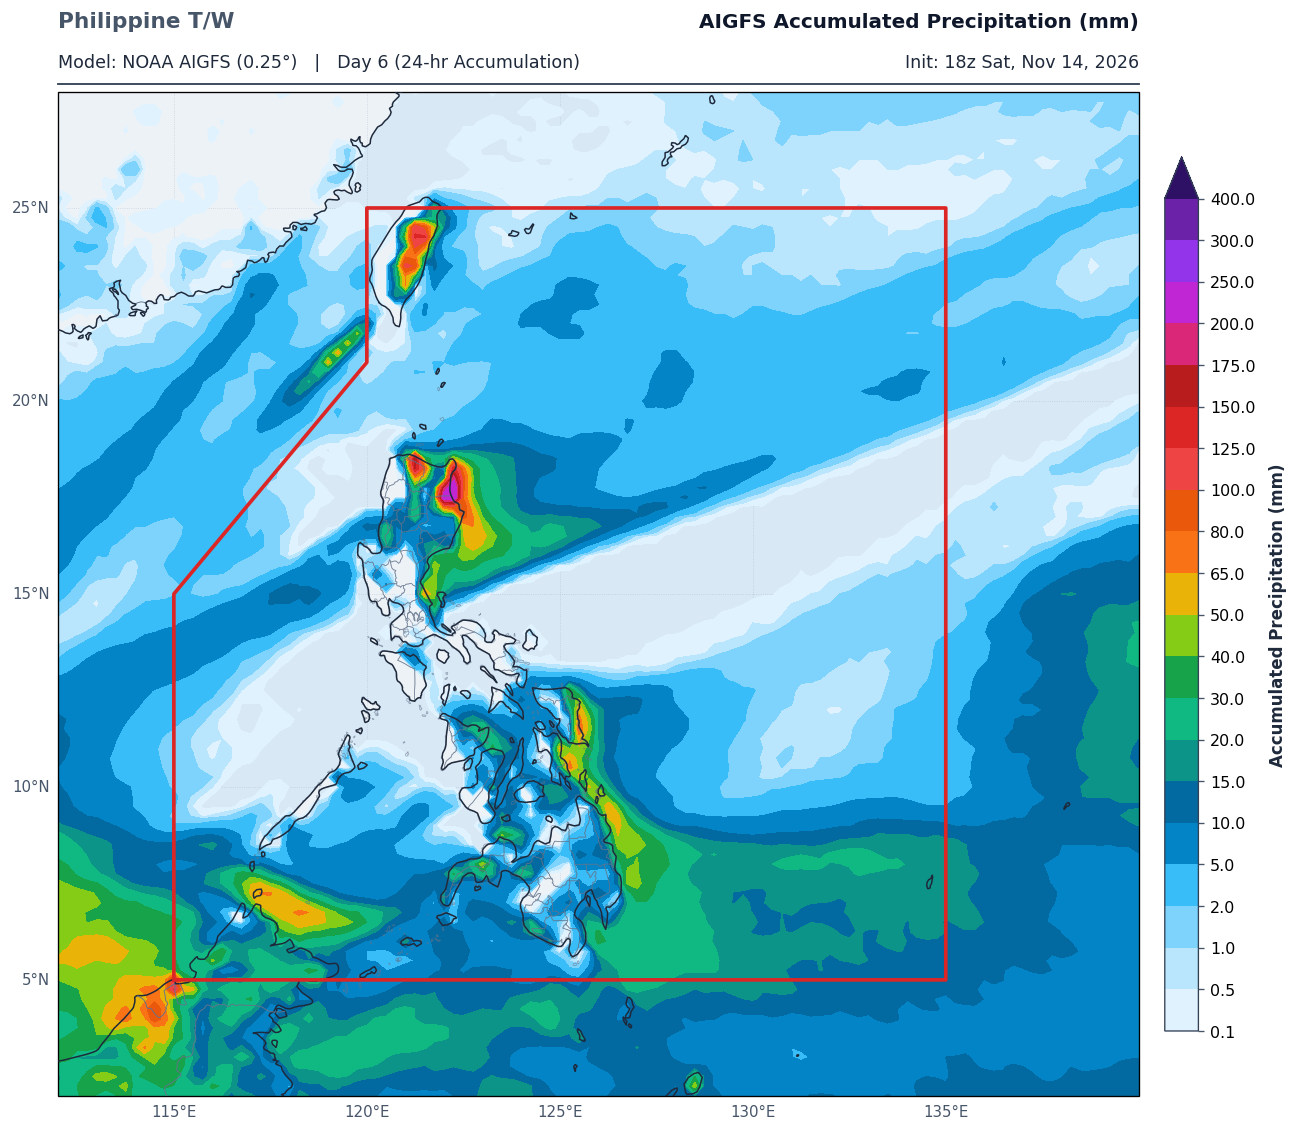 Philippine T/W
AIGFS Accumulated Precipitation (mm)
Model: NOAA AIGFS (0.25°) | Day 6 (24-hr Accumulation)
Init: 18z Sat, Nov 14, 2026
25°N
20°N
15°N
10°N
5°N
115°E
120°E
125°E
130°E
135°E
400.0
300.0
250.0
200.0
175.0
150.0
125.0
100.0
80.0
65.0
50.0
40.0
30.0
20.0
15.0
10.0
5.0
2.0
1.0
0.5
0.1
Accumulated Precipitation (mm)